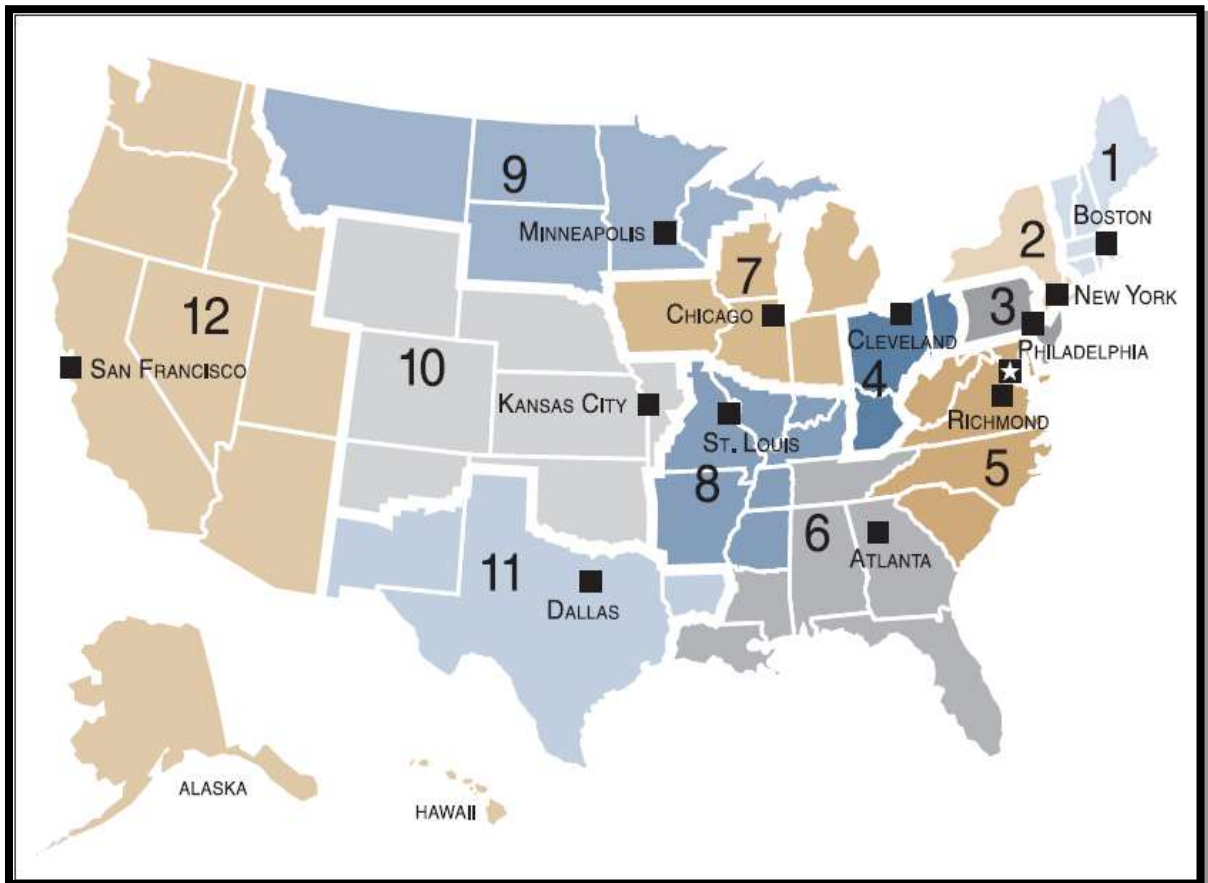 1
9
BOSTON
2
MINNEAPOLIS
7
3
NEW YORK
12
CHICAGO
CLEVELAND
PHILADELPHIA
SAN FRANCISCO
10
4
KANSAS CITY
RICHMOND
ST. LOUIS
5
8
6
ATLANTA
11
DALLAS
ALASKA
HAWAII